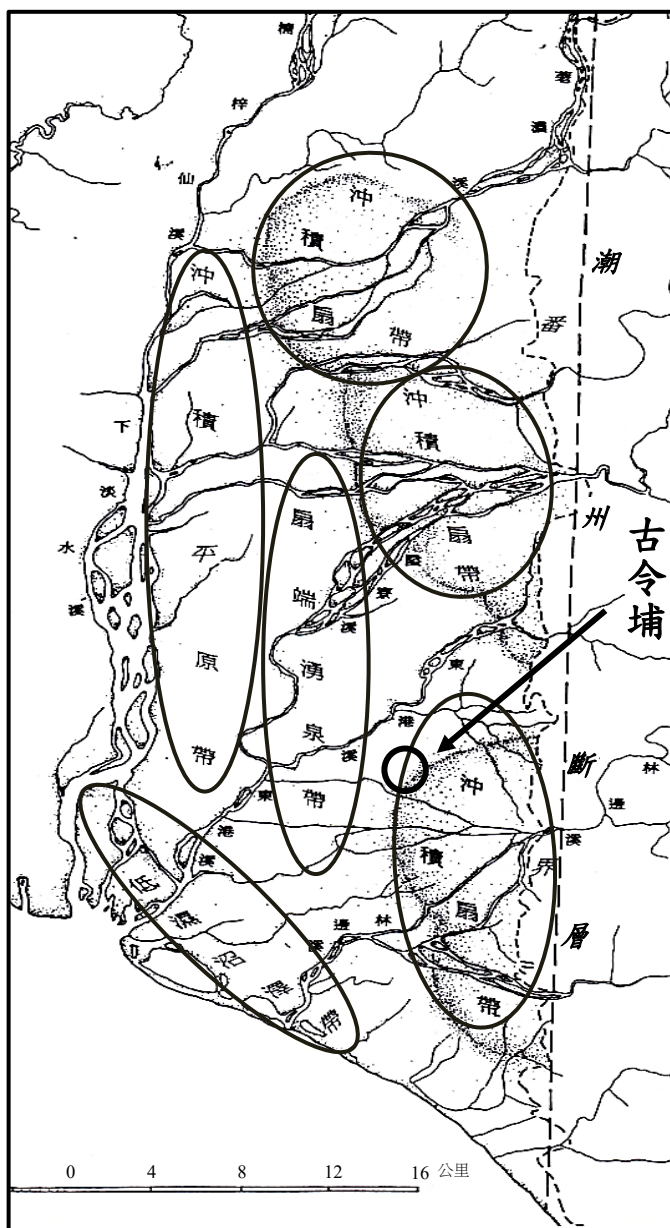 楠梓仙溪
荖濃溪
沖積扇帶
沖積扇帶
沖積扇帶
沖積平原帶
扇端湧泉帶
低濕沼澤帶
下淡水溪
隘寮溪
東港溪
東港溪
林邊溪
林邊溪
番界
潮州斷層
古令埔
0 4 8 12 16 公里